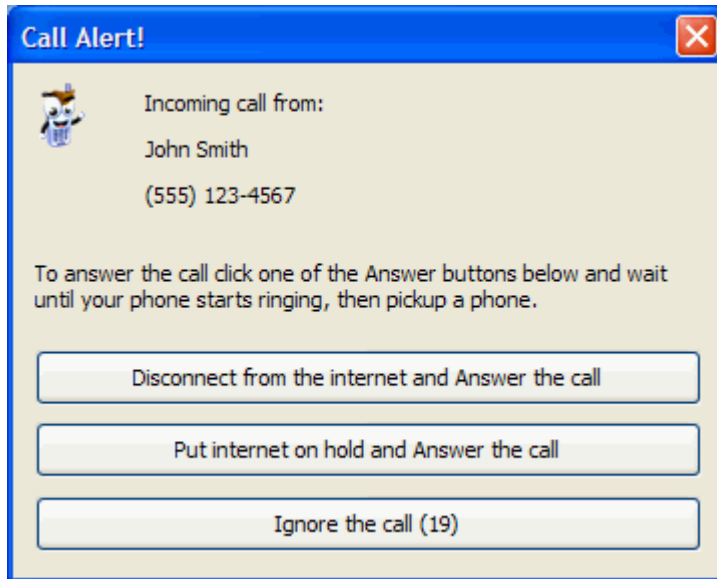 Call Alert!
Incoming call from:
John Smith
(555) 123-4567
To answer the call click one of the Answer buttons below and wait
until your phone starts ringing, then pickup a phone.
Disconnect from the internet and Answer the call
Put internet on hold and Answer the call
Ignore the call (19)